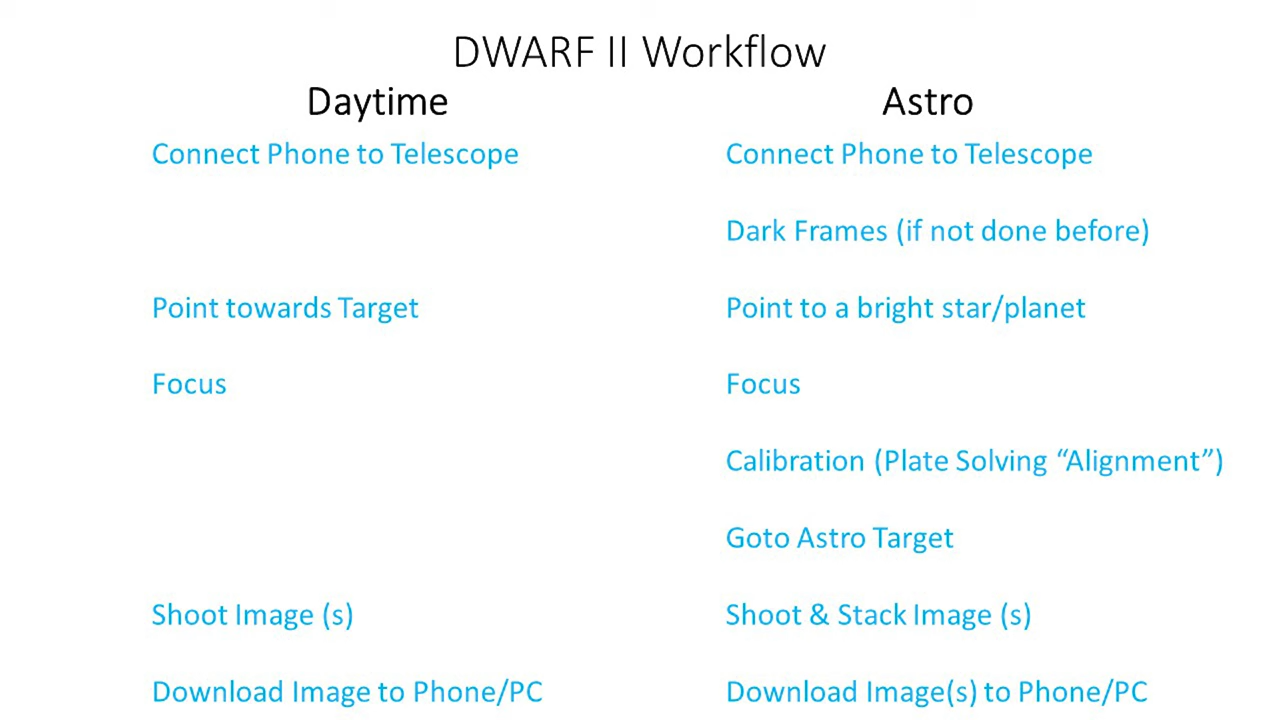 DWARF II Workflow
Daytime
Astro
Connect Phone to Telescope
Connect Phone to Telescope
Dark Frames (if not done before)
Point towards Target
Point to a bright star/planet
Focus
Focus
Calibration (Plate Solving “Alignment”)
Goto Astro Target
Shoot Image (s)
Shoot & Stack Image (s)
Download Image to Phone/PC
Download Image(s) to Phone/PC